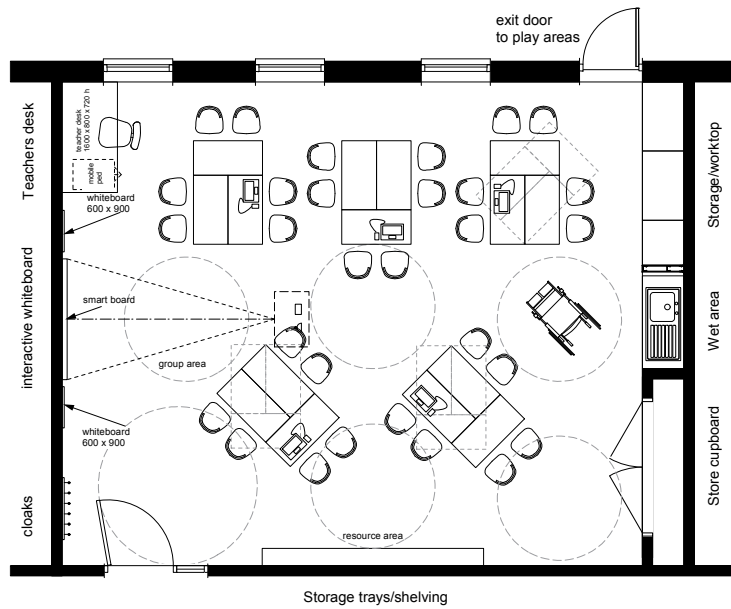 exit door
to play areas
Teachers desk
teacher desk
1600 x 800 x 720 h
mobile
ped
whiteboard
600 x 900
Storage/worktop
interactive whiteboard
smart board
group area
Wet area
whiteboard
600 x 900
Store cupboard
cloaks
resource area
Storage trays/shelving